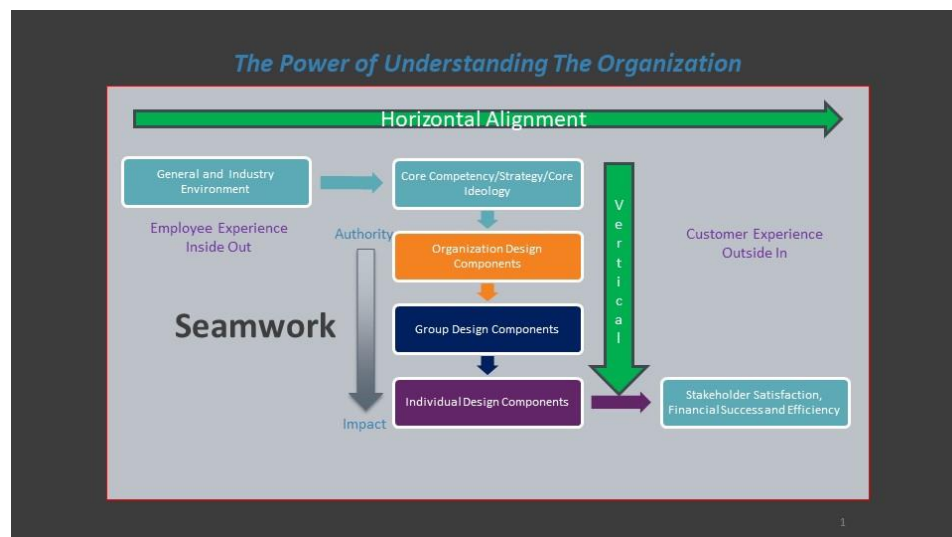 The Power of Understanding The Organization
Horizontal Alignment
General and Industry
Environment
Core Competency/Strategy/Core
Ideology
Employee Experience
Inside Out
Authority
Organization Design
Components
Vertical
Customer Experience
Outside In
Seamwork
Group Design Components
Individual Design Components
Impact
Stakeholder Satisfaction,
Financial Success and Efficiency
1